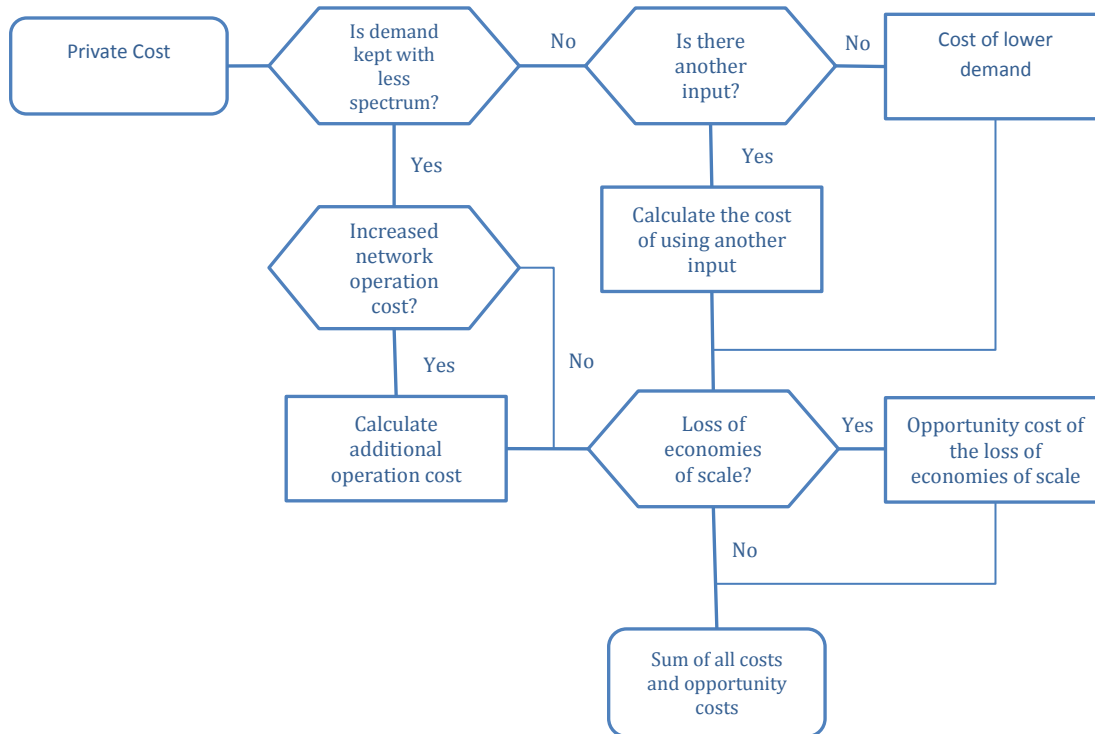 Private Cost
Is demand
kept with
less
spectrum?
No
Is there
another
input?
No
Cost of lower
demand
Yes
Yes
Increased
network
operation
cost?
Calculate the cost
of using another
input
Yes
No
Calculate
additional
operation cost
Loss of
economies
of scale?
Yes
Opportunity cost of
the loss of
economies of scale
No
Sum of all costs
and opportunity
costs